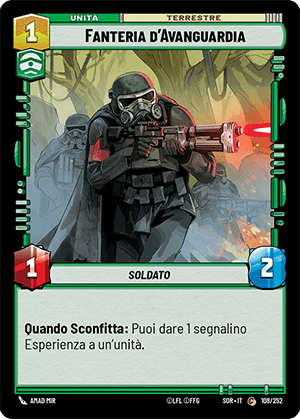 UNITÀ TERRESTRE
1 FANTERIA D'AVANGUARDIA
1 2
SOLDATO
Quando Sconfitta: Puoi dare 1 segnalino
Esperienza a un'unità.
AMAD MIR ©LFL ©FFG SOR • IT C 108/252